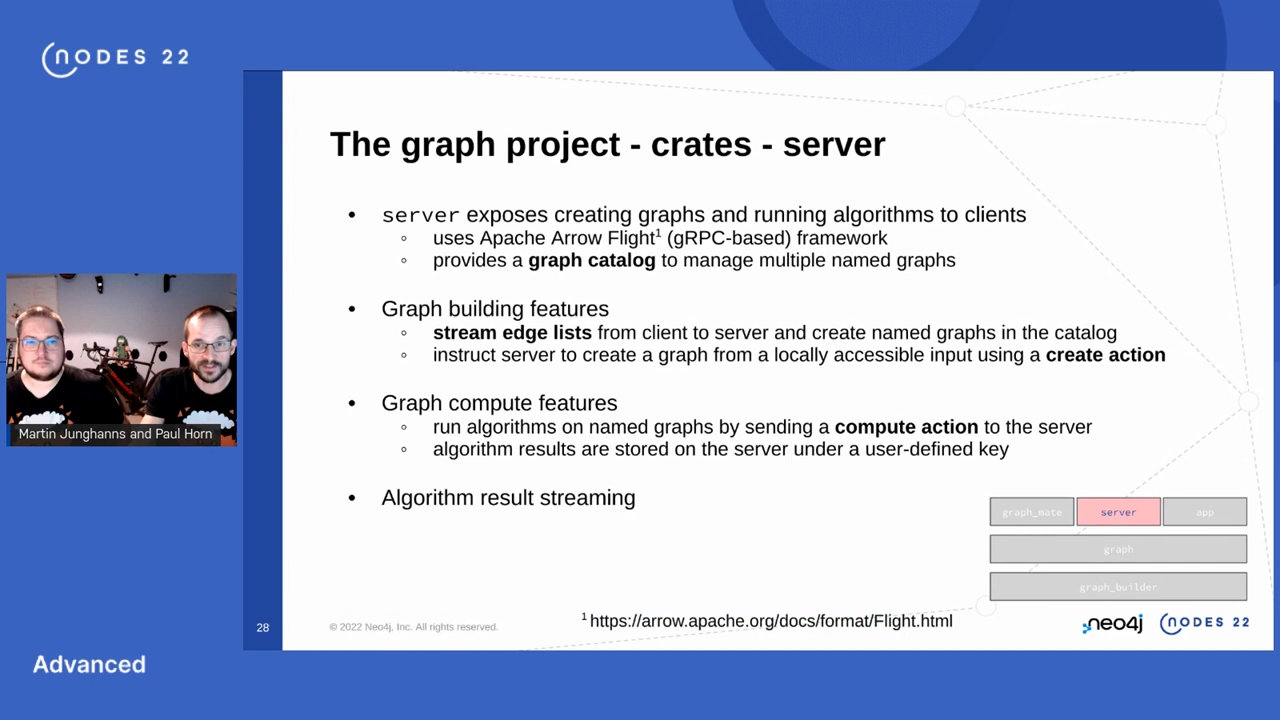 NODES 22
The graph project - crates - server
• server exposes creating graphs and running algorithms to clients
◦ uses Apache Arrow Flight¹ (gRPC-based) framework
◦ provides a graph catalog to manage multiple named graphs
• Graph building features
◦ stream edge lists from client to server and create named graphs in the catalog
◦ instruct server to create a graph from a locally accessible input using a create action
• Graph compute features
◦ run algorithms on named graphs by sending a compute action to the server
◦ algorithm results are stored on the server under a user-defined key
• Algorithm result streaming
Martin Junghanns and Paul Horn
graph_mate server app
graph
graph_builder
28
© 2022 Neo4j, Inc. All rights reserved.
¹ https://arrow.apache.org/docs/format/Flight.html
neo4j
NODES 22
Advanced